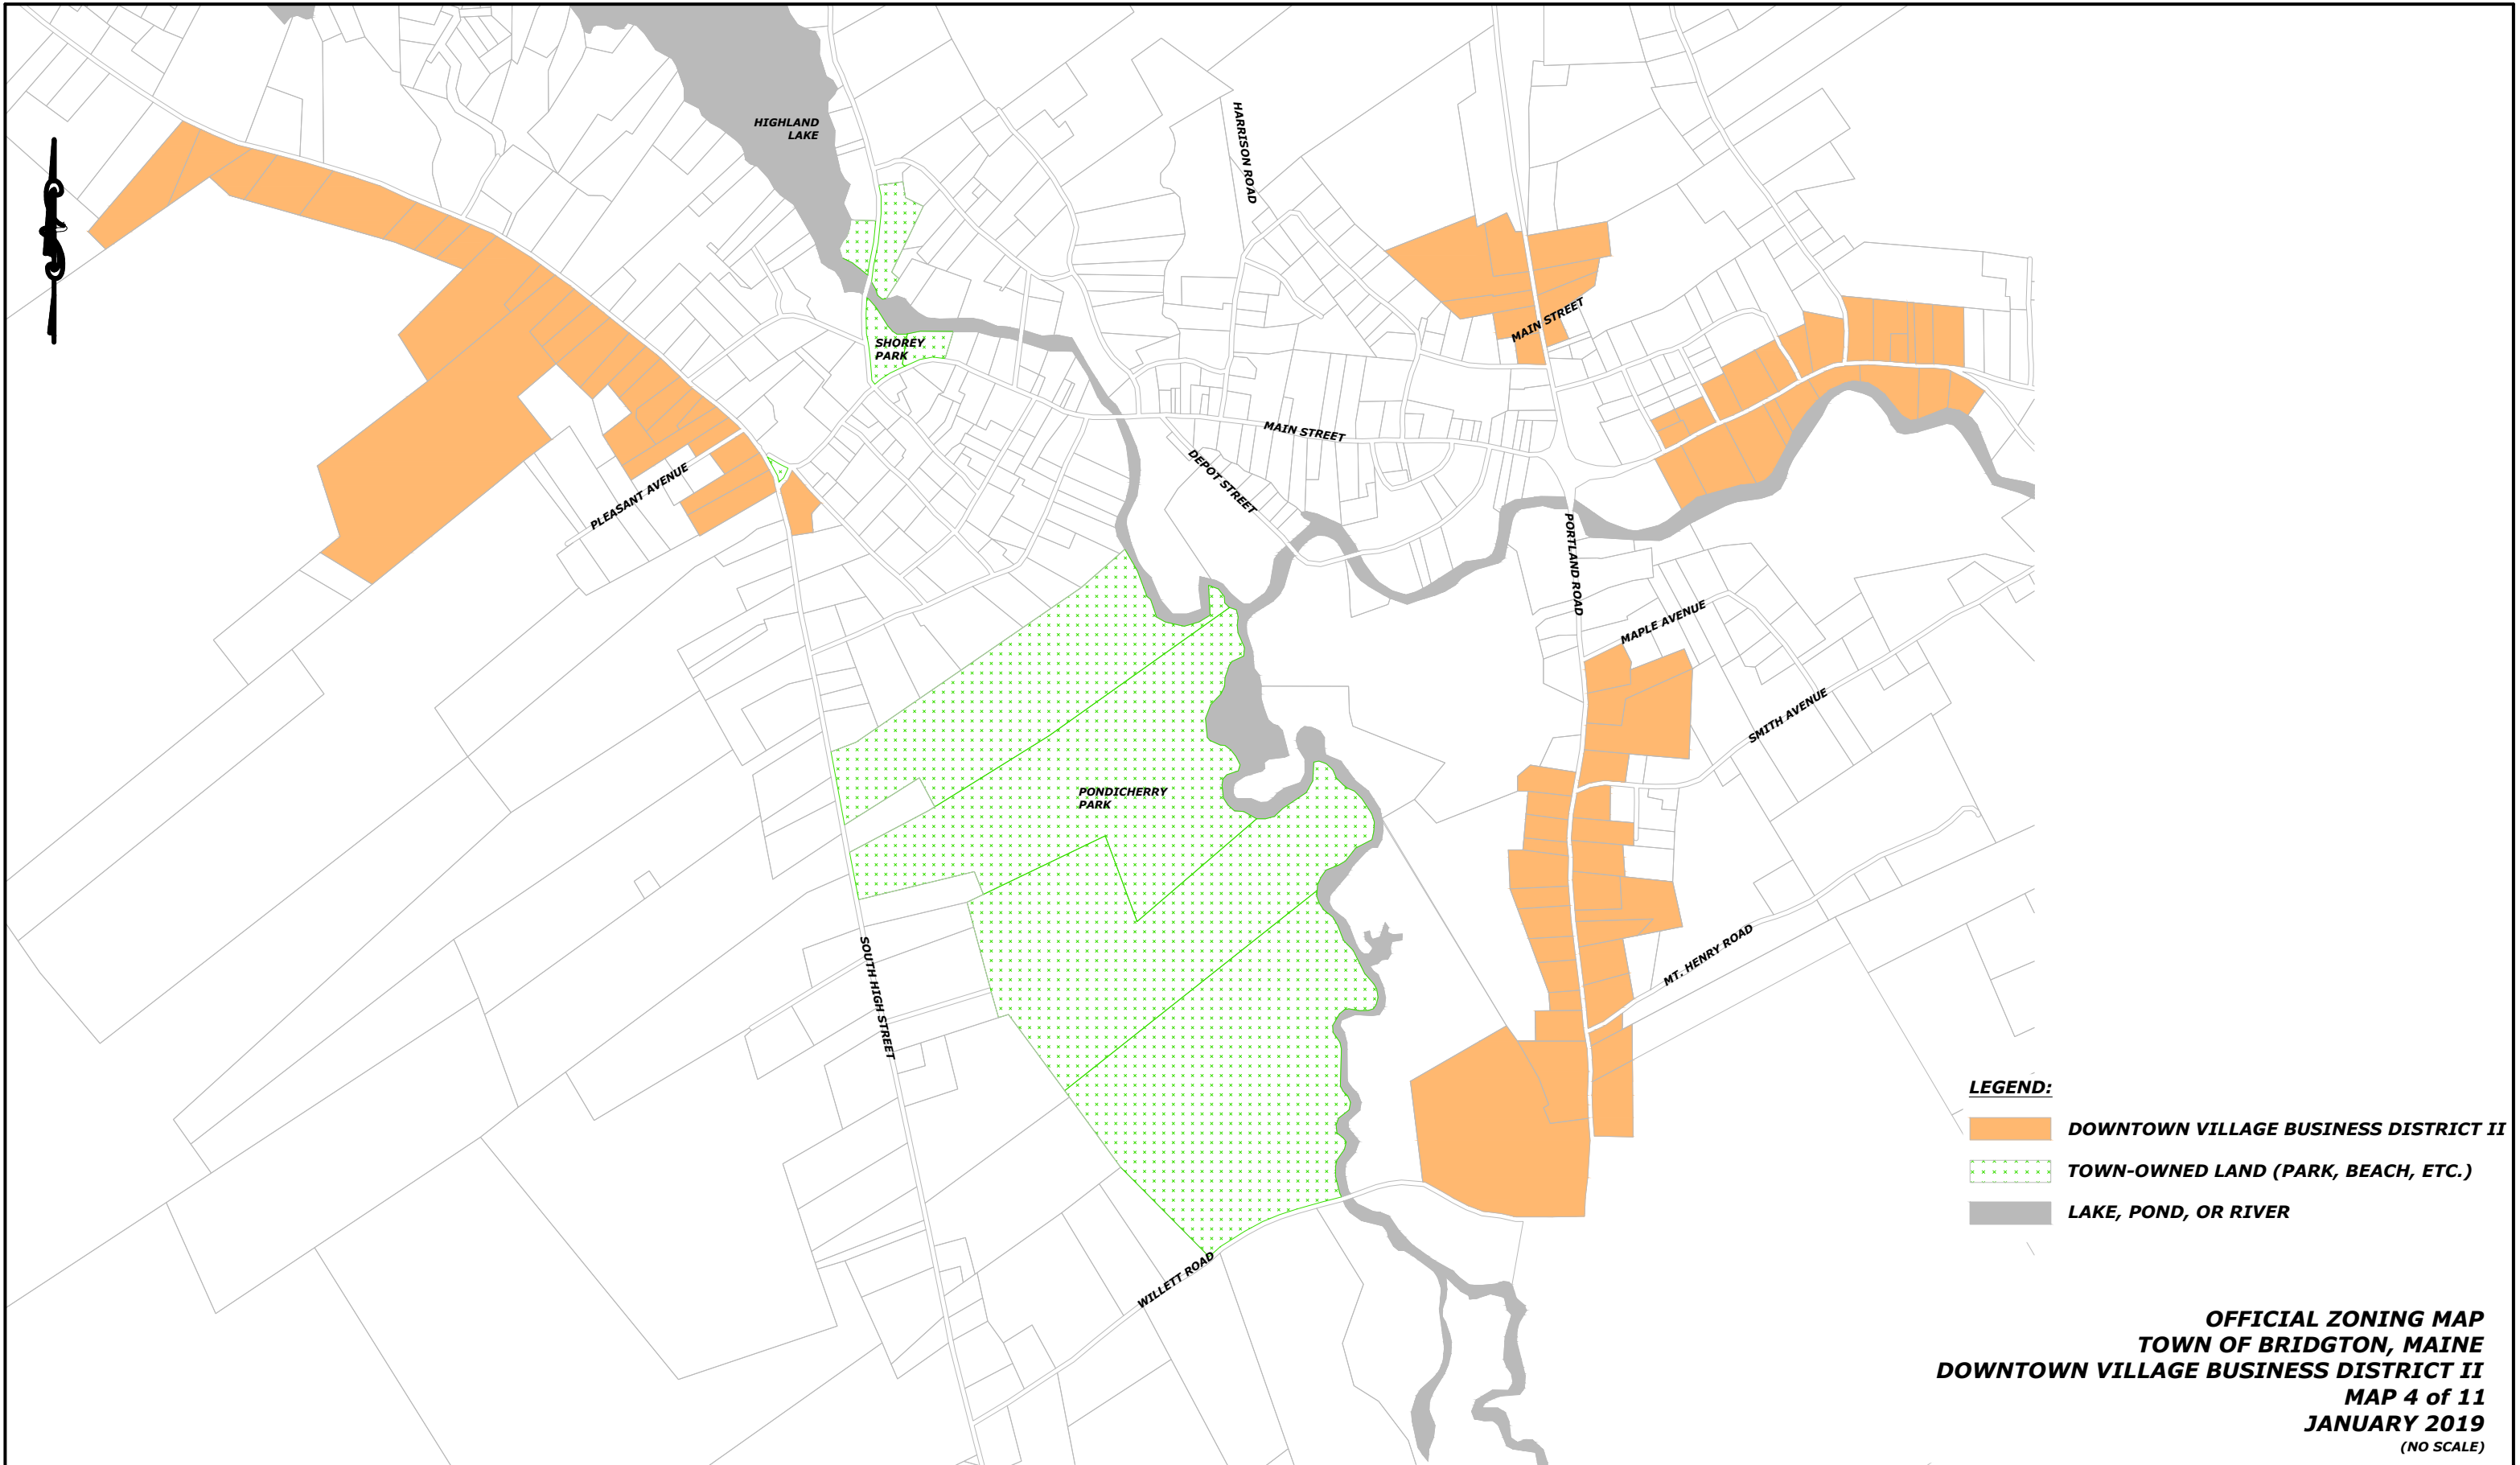 HIGHLAND
LAKE
HARRISON ROAD
MAIN STREET
SHOREY
PARK
MAIN STREET
DEPOT STREET
PLEASANT AVENUE
PORTLAND ROAD
MAPLE AVENUE
SMITH AVENUE
PONDICHERRY
PARK
SOUTH HIGH STREET
MT. HENRY ROAD
WILLETT ROAD
LEGEND:
DOWNTOWN VILLAGE BUSINESS DISTRICT II
TOWN-OWNED LAND (PARK, BEACH, ETC.)
LAKE, POND, OR RIVER
OFFICIAL ZONING MAP
TOWN OF BRIDGTON, MAINE
DOWNTOWN VILLAGE BUSINESS DISTRICT II
MAP 4 of 11
JANUARY 2019
(NO SCALE)